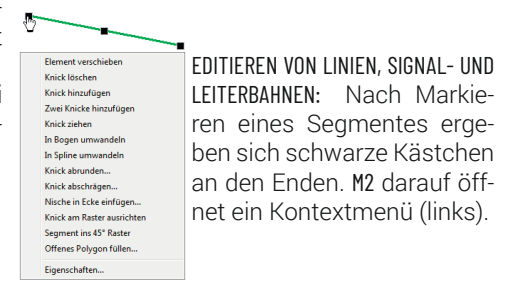 Element verschieben
Knick löschen
Knick hinzufügen
Zwei Knicke hinzufügen
Knick ziehen
In Bogen umwandeln
In Spline umwandeln
Knick abrunden...
Knick abschrägen...
Nische in Ecke einfügen...
Knick am Raster ausrichten
Segment ins 45° Raster
Offenes Polygon füllen...
Eigenschaften...
EDITIEREN VON LINIEN, SIGNAL- UND
LEITERBAHNEN: Nach Markie-
ren eines Segmentes erge-
ben sich schwarze Kästchen
an den Enden. M2 darauf öff-
net ein Kontextmenü (links).